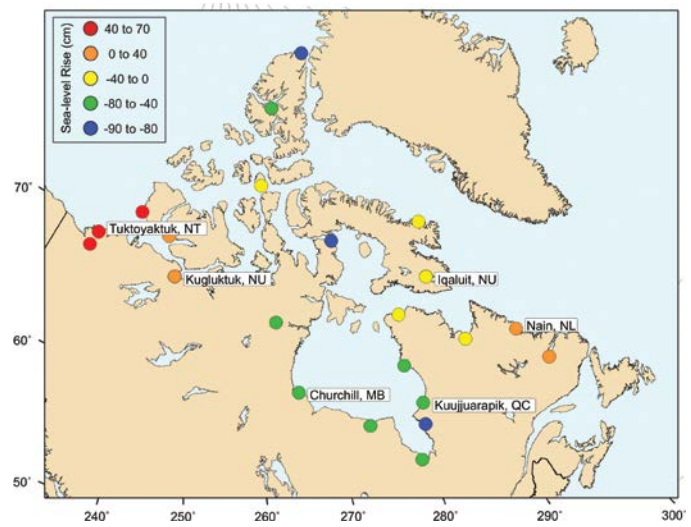 Sea-level Rise (cm)
40 to 70
0 to 40
-40 to 0
-80 to -40
-90 to -80
70˚
Tuktoyaktuk, NT
Kugluktuk, NU
Iqaluit, NU
60˚
Nain, NL
Churchill, MB
Kuujjuarapik, QC
50˚
240˚
250˚
260˚
270˚
280˚
290˚
300˚